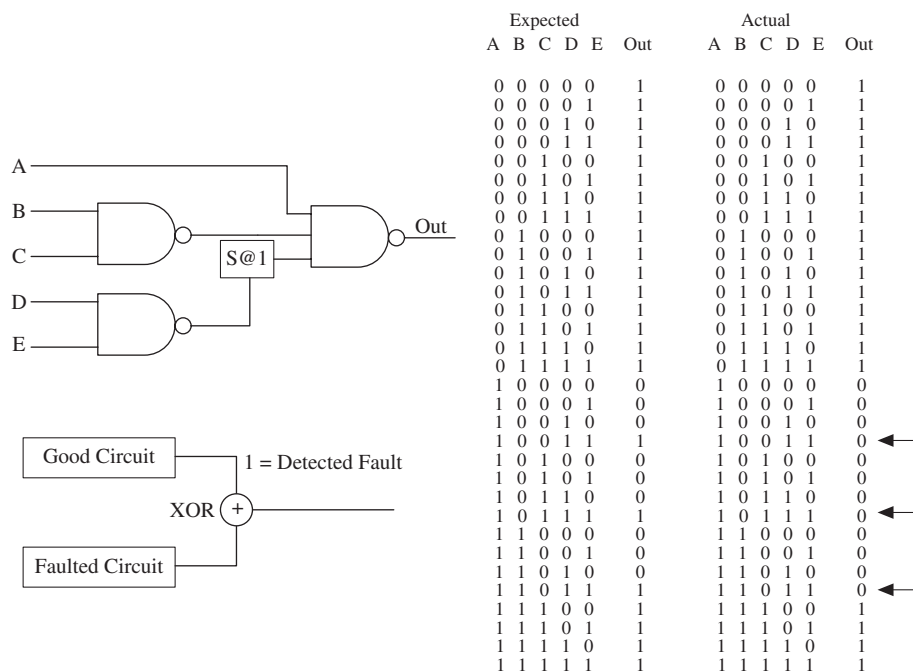 Expected Actual
A B C D E Out A B C D E Out
0 0 0 0 0 1 0 0 0 0 0 1
0 0 0 0 1 1 0 0 0 0 1 1
0 0 0 1 0 1 0 0 0 1 0 1
0 0 0 1 1 1 0 0 0 1 1 1
0 0 1 0 0 1 0 0 1 0 0 1
0 0 1 0 1 1 0 0 1 0 1 1
0 0 1 1 0 1 0 0 1 1 0 1
0 0 1 1 1 1 0 0 1 1 1 1
0 1 0 0 0 1 0 1 0 0 0 1
0 1 0 0 1 1 0 1 0 0 1 1
0 1 0 1 0 1 0 1 0 1 0 1
0 1 0 1 1 1 0 1 0 1 1 1
0 1 1 0 0 1 0 1 1 0 0 1
0 1 1 0 1 1 0 1 1 0 1 1
0 1 1 1 0 1 0 1 1 1 0 1
0 1 1 1 1 1 0 1 1 1 1 1
1 0 0 0 0 0 1 0 0 0 0 0
1 0 0 0 1 0 1 0 0 0 1 0
1 0 0 1 0 0 1 0 0 1 0 0
1 0 0 1 1 1 1 0 0 1 1 0
1 0 1 0 0 0 1 0 1 0 0 0
1 0 1 0 1 0 1 0 1 0 1 0
1 0 1 1 0 0 1 0 1 1 0 0
1 0 1 1 1 1 1 0 1 1 1 0
1 1 0 0 0 0 1 1 0 0 0 0
1 1 0 0 1 0 1 1 0 0 1 0
1 1 0 1 0 0 1 1 0 1 0 0
1 1 0 1 1 1 1 1 0 1 1 0
1 1 1 0 0 1 1 1 1 0 0 1
1 1 1 0 1 1 1 1 1 0 1 1
1 1 1 1 0 1 1 1 1 1 0 1
1 1 1 1 1 1 1 1 1 1 1 1
A
B
C
D
E
S@1
Out
Good Circuit
1 = Detected Fault
XOR +
Faulted Circuit